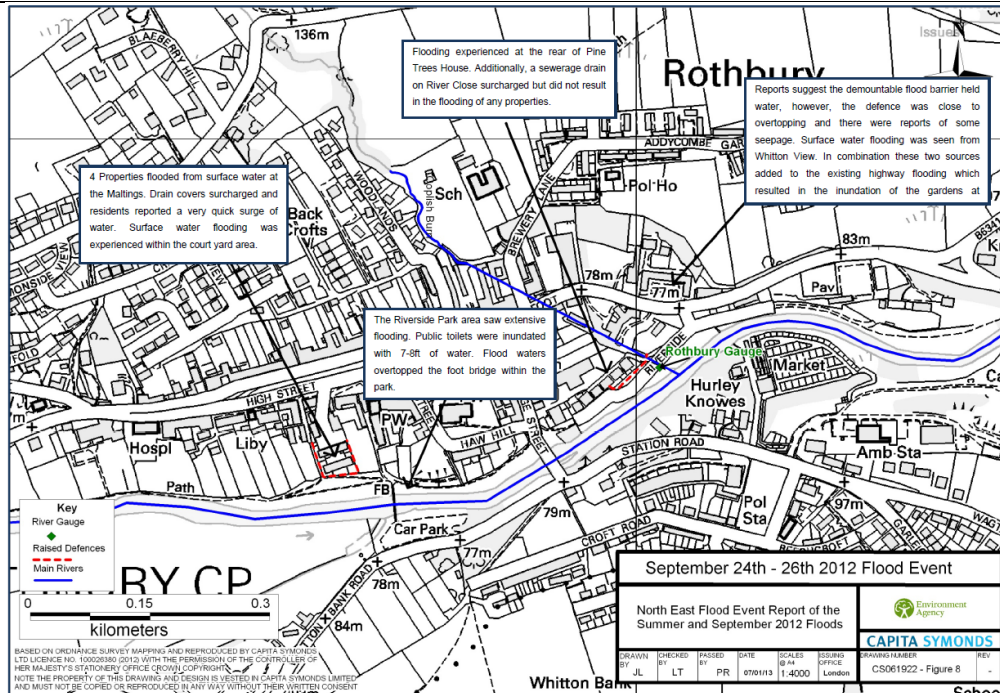 Issues
136m
BLAEBERRY HILL
Flooding experienced at the rear of Pine
Trees House. Additionally, a sewerage drain
on River Close surcharged but did not result
in the flooding of any properties.
Rothbury
Reports suggest the demountable flood barrier held
water, however, the defence was close to
overtopping and there were reports of some
seepage. Surface water flooding was seen from
Whitton View. In combination these two sources
added to the existing highway flooding which
resulted in the inundation of the gardens at
ADDYCOMBE GAR
4 Properties flooded from surface water at
the Maltings. Drain covers surcharged and
residents reported a very quick surge of
water. Surface water flooding was
experienced within the court yard area.
WOODLANDS
Sch
BREWERY LANE
Pol Ho
Back
Crofts
83m
B6341
78m
77m
Pav
The Riverside Park area saw extensive
flooding. Public toilets were inundated
with 7-8ft of water. Flood waters
overtopped the foot bridge within the
park.
Rothbury Gauge
Market
Hurley
Knowes
HIGH STREET
PW
HAW HILL
STREET
Hospl
Liby
STATION ROAD
Amb Sta
Path
FB
Car Park
79m
CROFT ROAD
Pol
Sta
97m
BEECHCROFT
77m
78m
84m
Key
River Gauge
Raised Defences
Main Rivers
RY CP
0 0.15 0.3
kilometers
BASED ON ORDNANCE SURVEY MAPPING AND REPRODUCED BY CAPITA SYMONDS
LTD LICENCE NO. 100026380 (2012) WITH THE PERMISSION OF THE CONTROLLER OF
HER MAJESTY'S STATIONERY OFFICE CROWN COPYRIGHT
NOTE THE PROPERTY OF THIS DRAWING AND DESIGN IS VESTED IN CAPITA SYMONDS LIMITED
AND MUST NOT BE COPIED OR REPRODUCED IN ANY WAY WITHOUT THEIR WRITTEN CONSENT
Whitton Bank
September 24th - 26th 2012 Flood Event
North East Flood Event Report of the
Summer and September 2012 Floods
Environment
Agency
CAPITA SYMONDS
DRAWN BY JL
CHECKED BY LT
PASSED BY PR
DATE 07/01/13
SCALES @ A4 1:4000
ISSUING OFFICE London
DRAWING NUMBER
CS061922 - Figure 8
REV
-